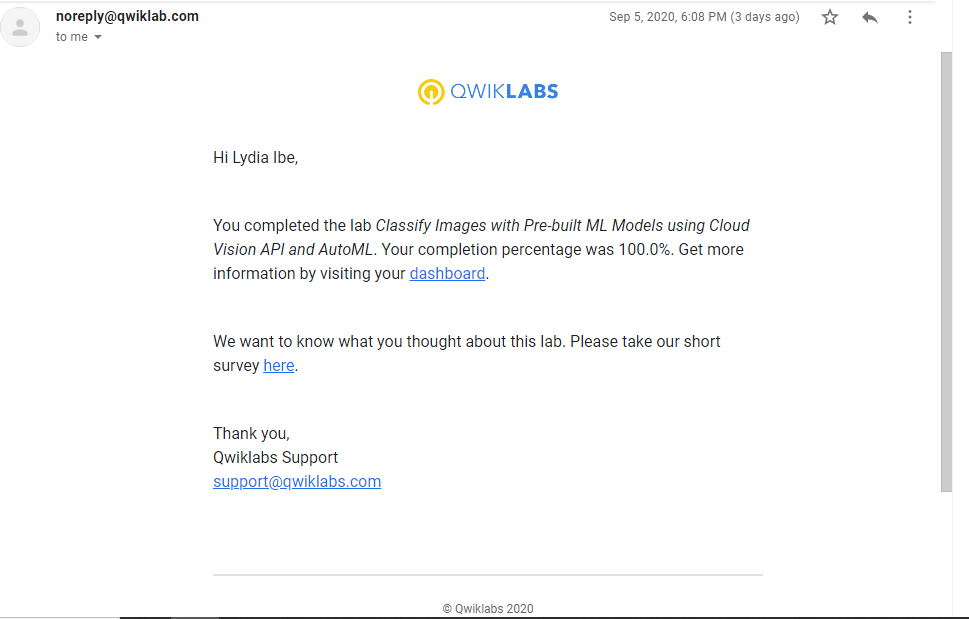 noreply@qwiklab.com
Sep 5, 2020, 6:08 PM (3 days ago)
to me
QWIKLABS
Hi Lydia Ibe,
You completed the lab Classify Images with Pre-built ML Models using Cloud
Vision API and AutoML. Your completion percentage was 100.0%. Get more
information by visiting your dashboard.
We want to know what you thought about this lab. Please take our short
survey here.
Thank you,
Qwiklabs Support
support@qwiklabs.com
© Qwiklabs 2020